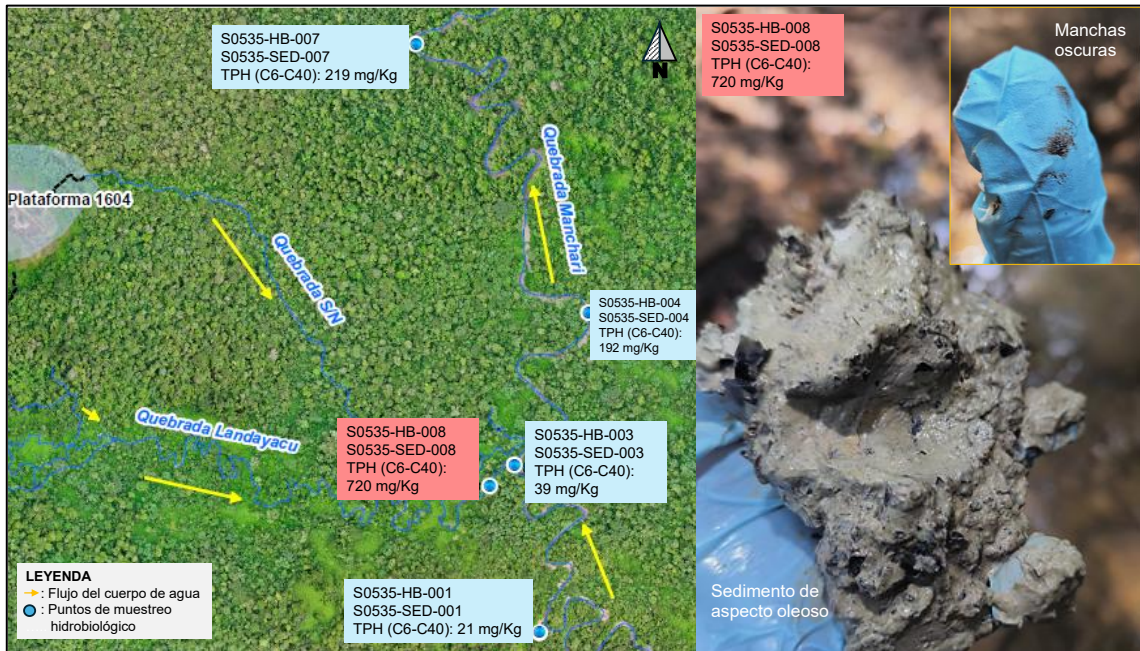 S0535-HB-007
S0535-SED-007
TPH (C6-C40): 219 mg/Kg
N
Plataforma 1604
Quebrada S/N
Quebrada Manchari
S0535-HB-004
S0535-SED-004
TPH (C6-C40):
192 mg/Kg
Quebrada Landayacu
S0535-HB-008
S0535-SED-008
TPH (C6-C40):
720 mg/Kg
S0535-HB-003
S0535-SED-003
TPH (C6-C40):
39 mg/Kg
S0535-HB-001
S0535-SED-001
TPH (C6-C40): 21 mg/Kg
LEYENDA
: Flujo del cuerpo de agua
: Puntos de muestreo
hidrobiológico
S0535-HB-008
S0535-SED-008
TPH (C6-C40):
720 mg/Kg
Manchas
oscuras
Sedimento de
aspecto oleoso